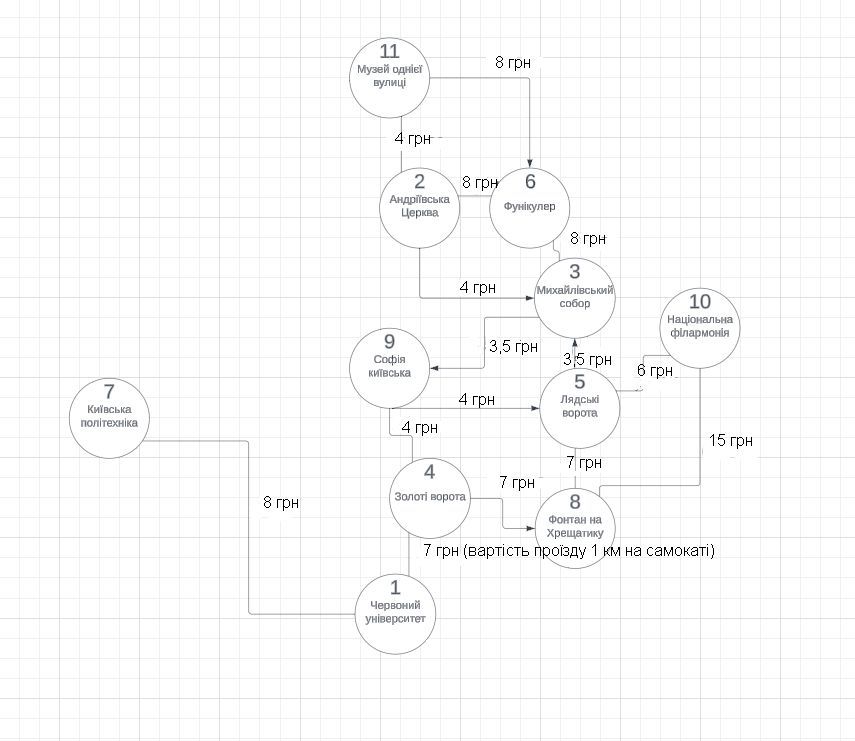 11
Музей однієї
вулиці
8 грн
4 грн
2
Андріївська
Церква
8 грн
6
Фунікулер
8 грн
3
Михайлівський
собор
4 грн
10
Національна
філармонія
9
Софія
київська
3,5 грн
3,5 грн
6 грн
5
Лядські
ворота
7
Київська
політехніка
4 грн
4 грн
15 грн
4
Золоті ворота
7 грн
7 грн
8
Фонтан на
Хрещатику
8 грн
7 грн (вартість проїзду 1 км на самокаті)
1
Червоний
університет